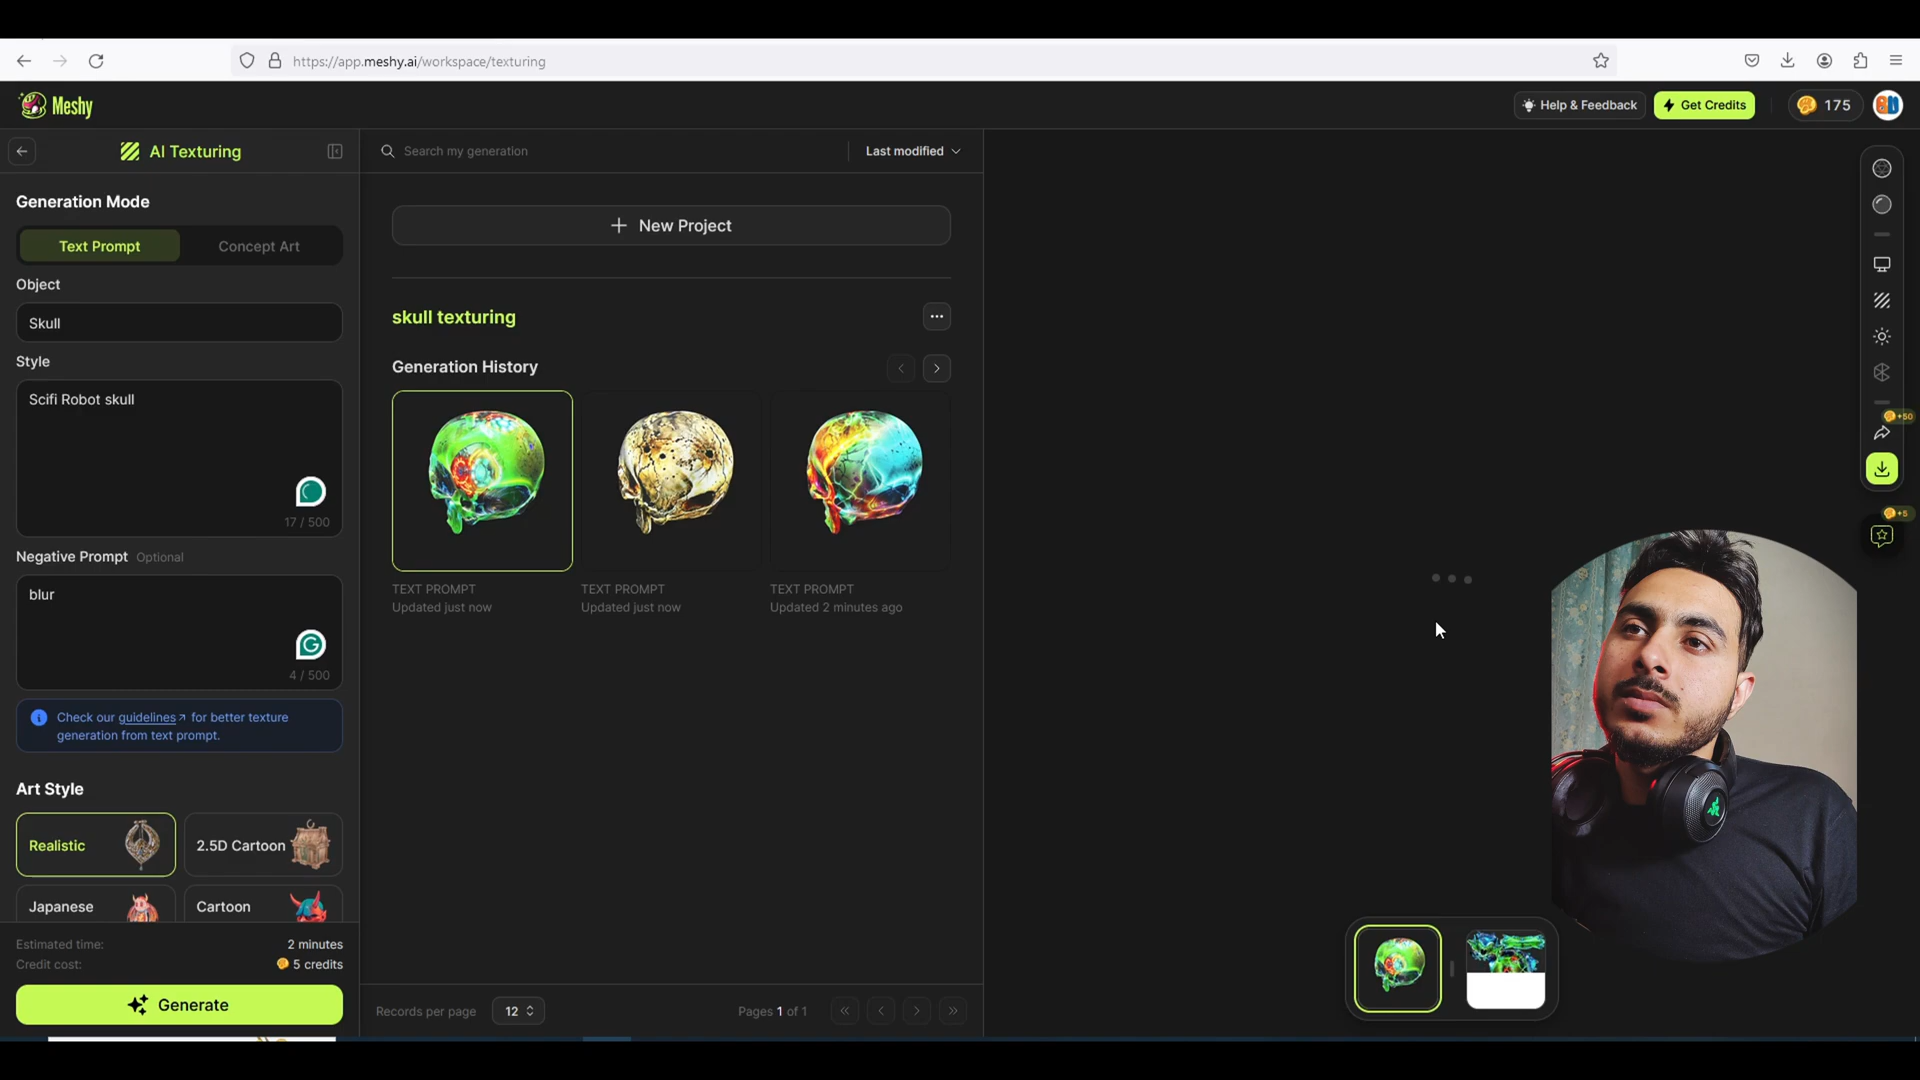 https://app.meshy.ai/workspace/texturing
Meshy
Help & Feedback
Get Credits
175
AI Texturing
Search my generation
Last modified
Generation Mode
Text Prompt
Concept Art
New Project
Object
Skull
skull texturing
Style
Generation History
Scifi Robot skull
17 / 500
+50
+5
Negative Prompt Optional
blur
4 / 500
TEXT PROMPT
Updated just now
TEXT PROMPT
Updated just now
TEXT PROMPT
Updated 2 minutes ago
Check our guidelines for better texture
generation from text prompt.
Art Style
Realistic
2.5D Cartoon
Japanese
Cartoon
Estimated time:
2 minutes
Credit cost:
5 credits
Generate
Records per page
12
Pages 1 of 1